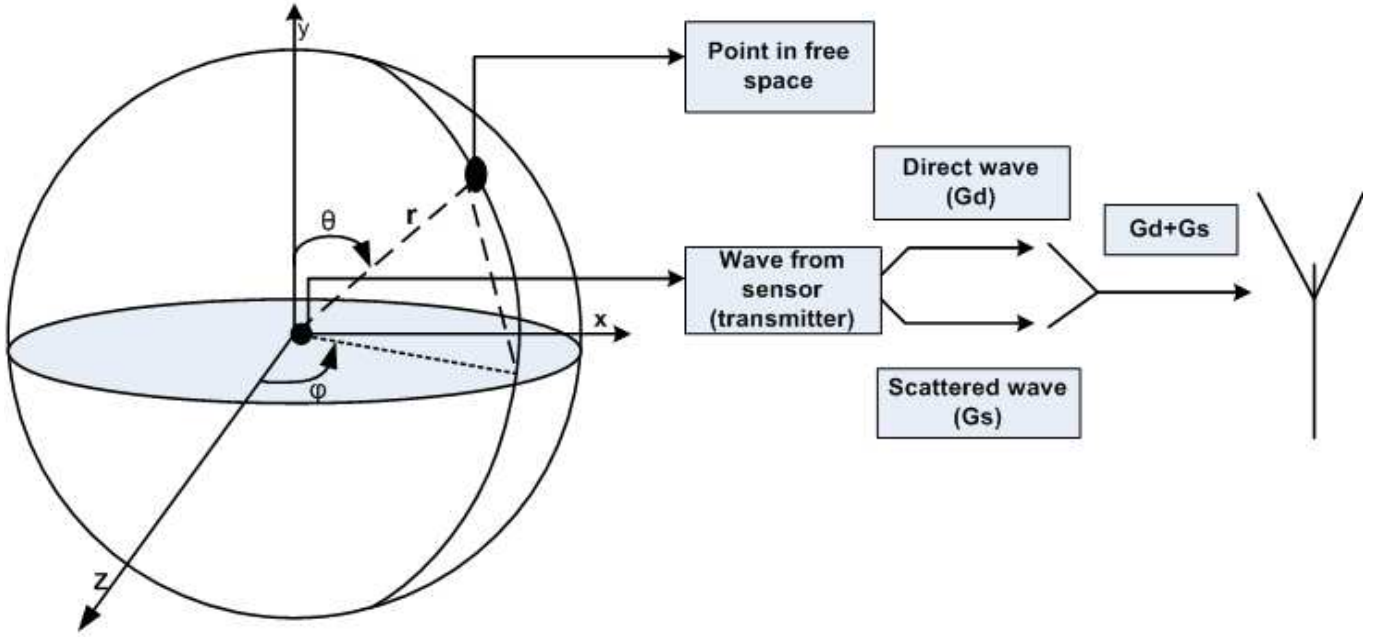 y
Point in free
space
Direct wave
(Gd)
θ
r
Gd+Gs
Wave from
sensor
(transmitter)
x
φ
Scattered wave
(Gs)
Z